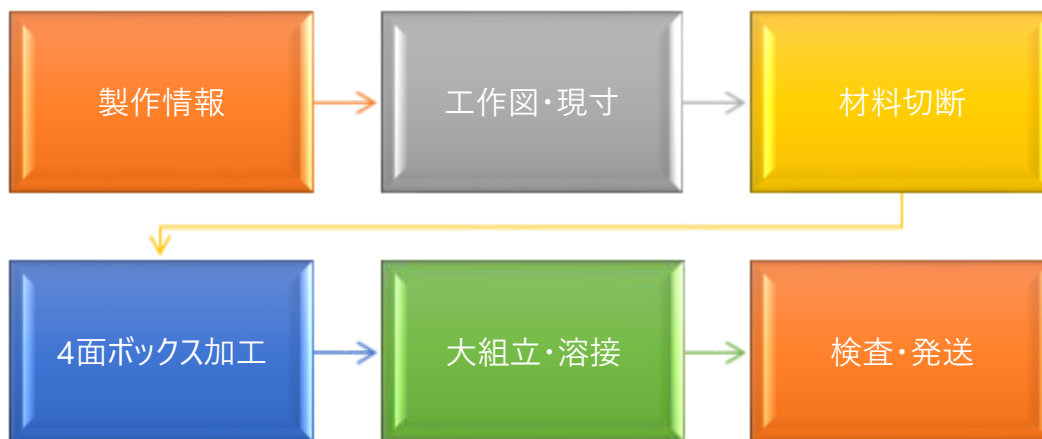 製作情報
工作図・現寸
材料切断
4面ボックス加工
大組立・溶接
検査・発送